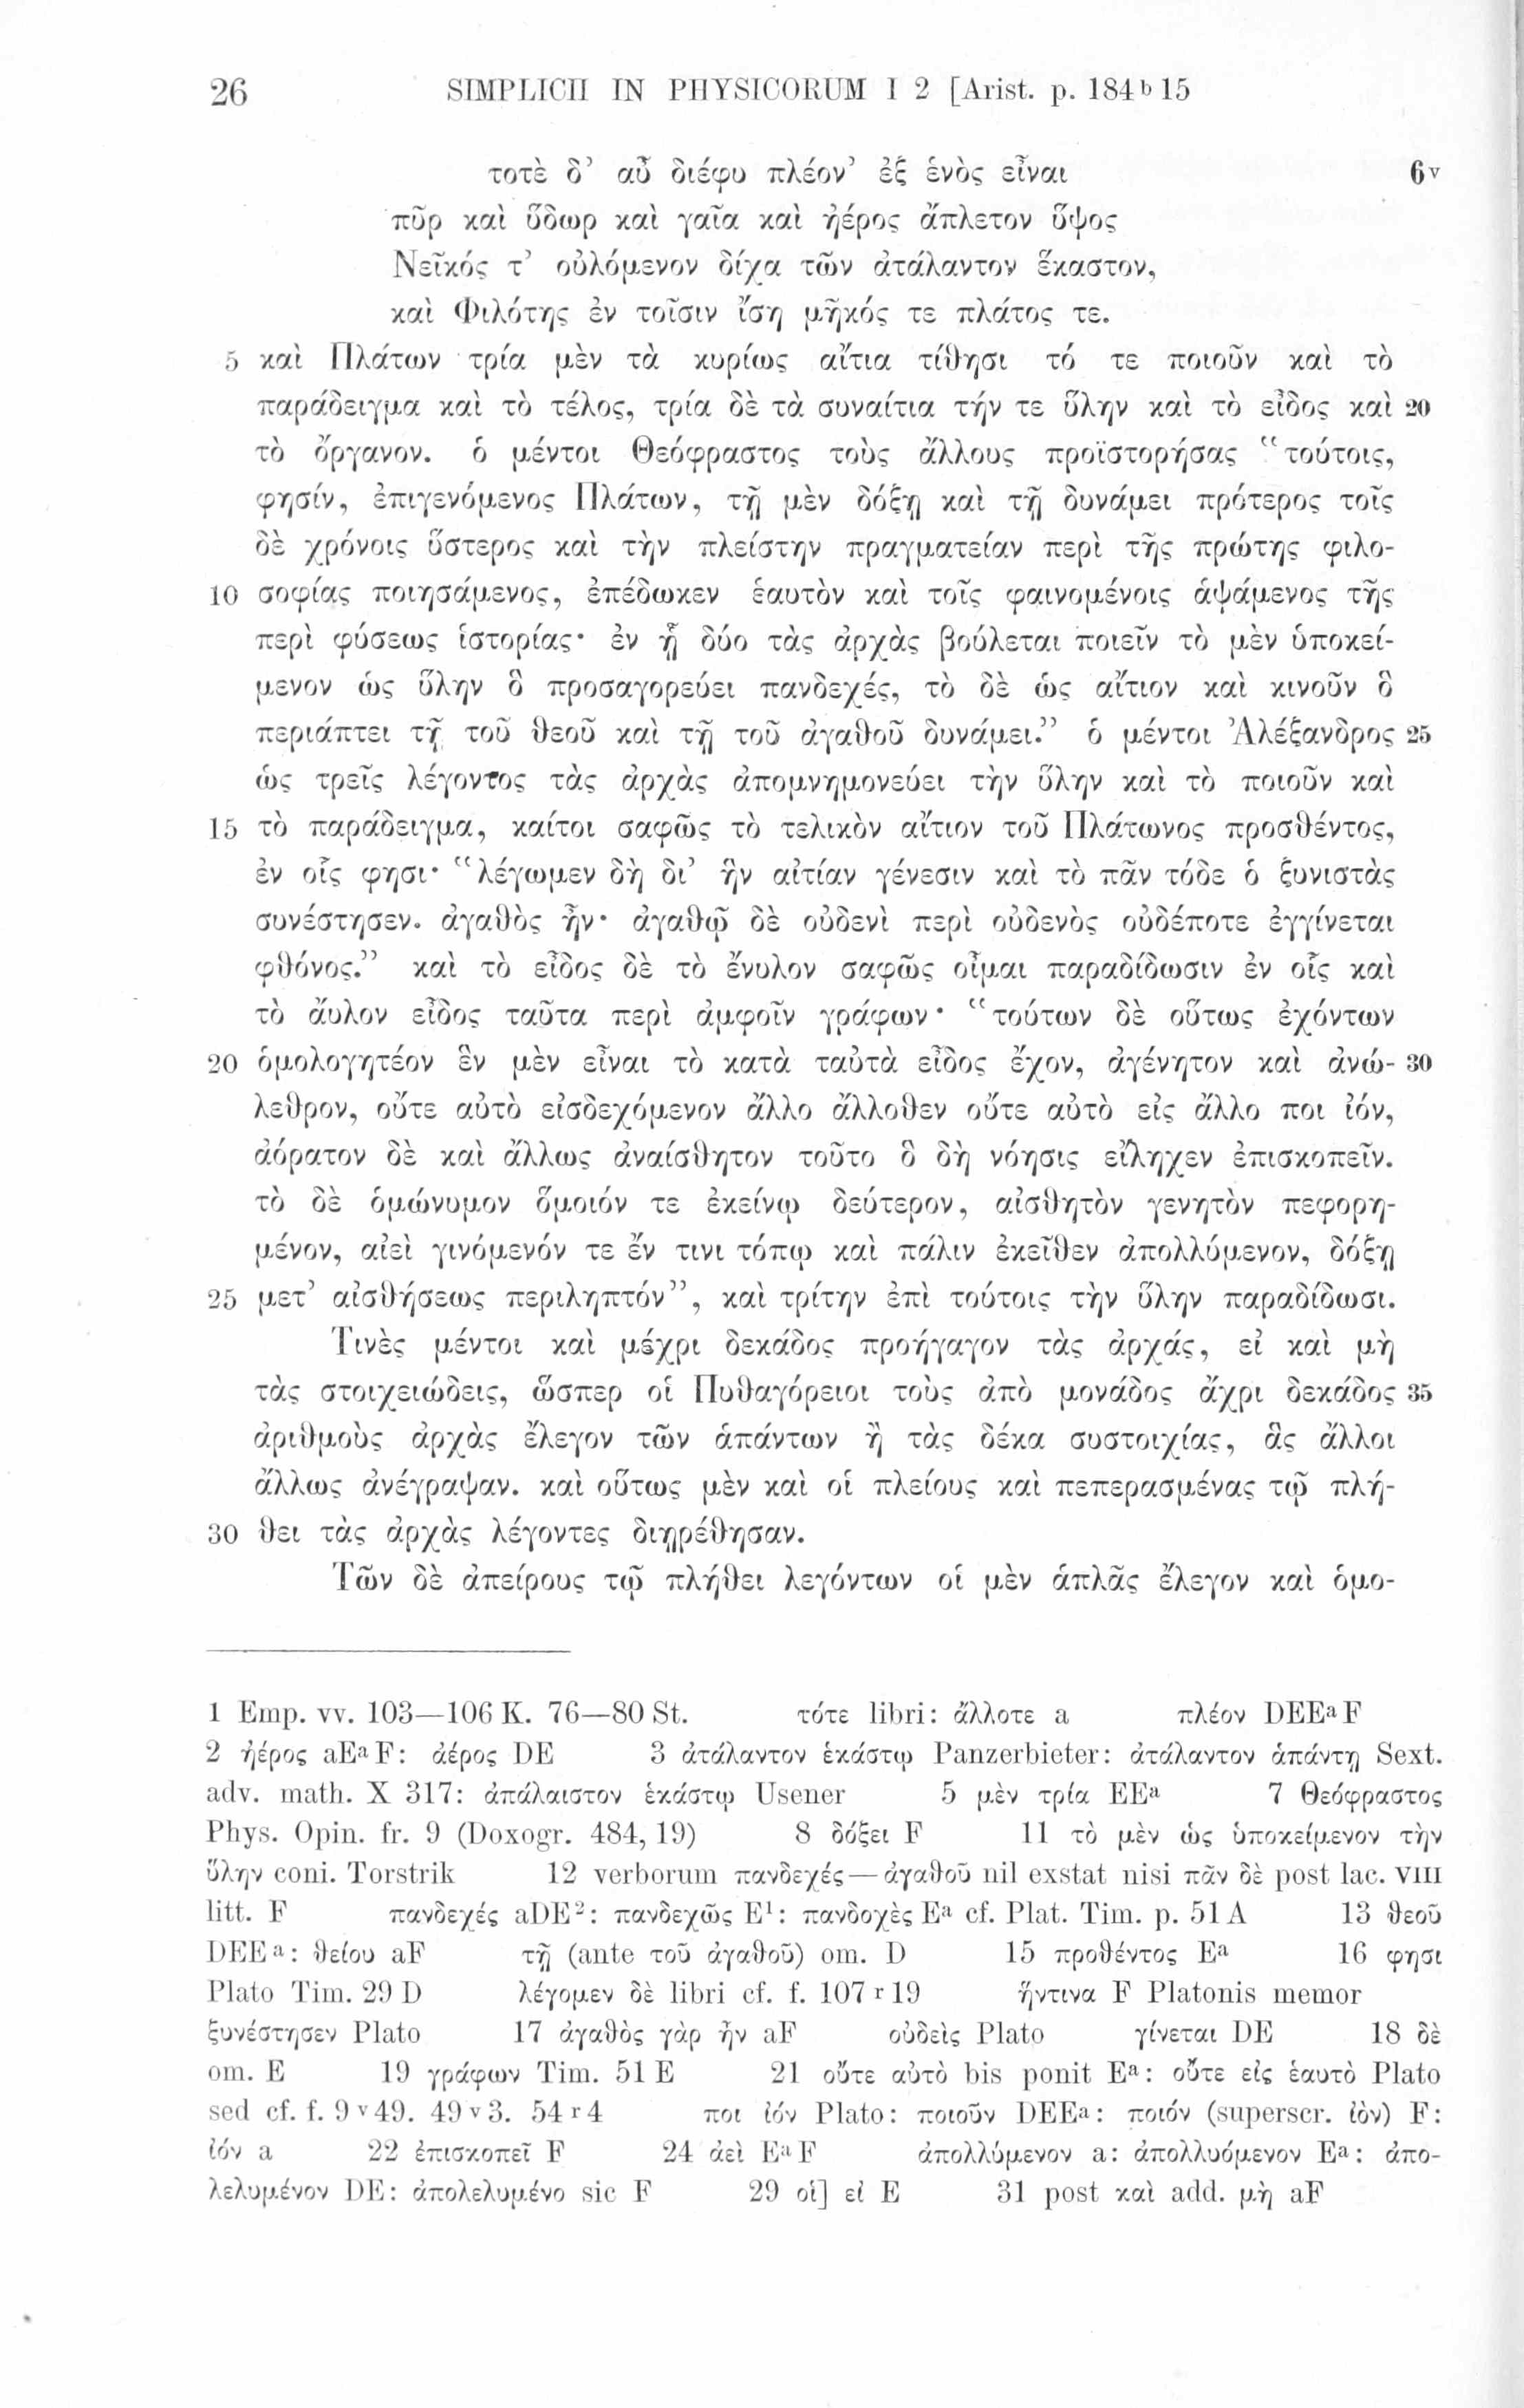 26 SIMPLICII IN PHYSICORUM I 2 [Arist. p. 184ᵇ15
τοτὲ δ’ αὖ διέφυ πλέον’ ἐξ ἑνὸς εἶναι 6ᵛ
πῦρ καὶ ὕδωρ καὶ γαῖα καὶ ἠέρος ἄπλετον ὕψος
Νεῖκός τ’ οὐλόμενον δίχα τῶν ἀτάλαντον ἕκαστον,
καὶ Φιλότης ἐν τοῖσιν ἴση μῆκός τε πλάτος τε.
5 καὶ Πλάτων τρία μὲν τὰ κυρίως αἴτια τίθησι τό τε ποιοῦν καὶ τὸ
παράδειγμα καὶ τὸ τέλος, τρία δὲ τὰ συναίτια τήν τε ὕλην καὶ τὸ εἶδος καὶ 20
τὸ ὄργανον. ὁ μέντοι Θεόφραστος τοὺς ἄλλους προϊστορήσας “τούτοις,
φησίν, ἐπιγενόμενος Πλάτων, τῇ μὲν δόξῃ καὶ τῇ δυνάμει πρότερος τοῖς
δὲ χρόνοις ὕστερος καὶ τὴν πλείστην πραγματείαν περὶ τῆς πρώτης φιλο-
10 σοφίας ποιησάμενος, ἐπέδωκεν ἑαυτὸν καὶ τοῖς φαινομένοις ἁψάμενος τῆς
περὶ φύσεως ἱστορίας· ἐν ᾗ δύο τὰς ἀρχὰς βούλεται ποιεῖν τὸ μὲν ὑποκεί-
μενον ὡς ὕλην ὃ προσαγορεύει πανδεχές, τὸ δὲ ὡς αἴτιον καὶ κινοῦν ὃ
περιάπτει τῇ τοῦ θεοῦ καὶ τῇ τοῦ ἀγαθοῦ δυνάμει.” ὁ μέντοι Ἀλέξανδρος 25
ὡς τρεῖς λέγοντος τὰς ἀρχὰς ἀπομνημονεύει τὴν ὕλην καὶ τὸ ποιοῦν καὶ
15 τὸ παράδειγμα, καίτοι σαφῶς τὸ τελικὸν αἴτιον τοῦ Πλάτωνος προσθέντος,
ἐν οἷς φησι· “λέγωμεν δὴ δι’ ἣν αἰτίαν γένεσιν καὶ τὸ πᾶν τόδε ὁ ξυνιστὰς
συνέστησεν. ἀγαθὸς ἦν· ἀγαθῷ δὲ οὐδενὶ περὶ οὐδενὸς οὐδέποτε ἐγγίνεται
φθόνος.” καὶ τὸ εἶδος δὲ τὸ ἔνυλον σαφῶς οἶμαι παραδίδωσιν ἐν οἷς καὶ
τὸ ἄυλον εἶδος ταῦτα περὶ ἀμφοῖν γράφων· “τούτων δὲ οὕτως ἐχόντων
20 ὁμολογητέον ἓν μὲν εἶναι τὸ κατὰ ταὐτὰ εἶδος ἔχον, ἀγένητον καὶ ἀνώ- 30
λεθρον, οὔτε αὐτὸ εἰσδεχόμενον ἄλλο ἄλλοθεν οὔτε αὐτὸ εἰς ἄλλο ποι ἰόν,
ἀόρατον δὲ καὶ ἄλλως ἀναίσθητον τοῦτο ὃ δὴ νόησις εἴληχεν ἐπισκοπεῖν.
τὸ δὲ ὁμώνυμον ὅμοιόν τε ἐκείνῳ δεύτερον, αἰσθητὸν γενητὸν πεφορη-
μένον, αἰεὶ γινόμενόν τε ἔν τινι τόπῳ καὶ πάλιν ἐκεῖθεν ἀπολλύμενον, δόξῃ
25 μετ’ αἰσθήσεως περιληπτόν”, καὶ τρίτην ἐπὶ τούτοις τὴν ὕλην παραδίδωσι.
Τινὲς μέντοι καὶ μέχρι δεκάδος προήγαγον τὰς ἀρχάς, εἰ καὶ μὴ
τὰς στοιχειώδεις, ὥσπερ οἱ Πυθαγόρειοι τοὺς ἀπὸ μονάδος ἄχρι δεκάδος 35
ἀριθμοὺς ἀρχὰς ἔλεγον τῶν ἁπάντων ἢ τὰς δέκα συστοιχίας, ἃς ἄλλοι
ἄλλως ἀνέγραψαν. καὶ οὕτως μὲν καὶ οἱ πλείους καὶ πεπερασμένας τῷ πλή-
30 θει τὰς ἀρχὰς λέγοντες διῃρέθησαν.
Τῶν δὲ ἀπείρους τῷ πλήθει λεγόντων οἱ μὲν ἁπλᾶς ἔλεγον καὶ ὁμο-
1 Emp. vv. 103—106 K. 76—80 St. τότε libri: ἄλλοτε a πλέον DEEᵃF
2 ἠέρος aEᵃF: ἀέρος DE 3 ἀτάλαντον ἑκάστῳ Panzerbieter: ἀτάλαντον ἁπάντῃ Sext.
adv. math. X 317: ἀπάλαιστον ἑκάστῳ Usener 5 μὲν τρία EEᵃ 7 Θεόφραστος
Phys. Opin. fr. 9 (Doxogr. 484, 19) 8 δόξει F 11 τὸ μὲν ὡς ὑποκείμενον τὴν
ὕλην coni. Torstrik 12 verborum πανδεχές—ἀγαθοῦ nil exstat nisi πᾶν δὲ post lac. VIII
litt. F πανδεχές aDE²: πανδεχῶς E¹: πανδοχὲς Eᵃ cf. Plat. Tim. p. 51 A 13 θεοῦ
DEEᵃ: θείου aF τῇ (ante τοῦ ἀγαθοῦ) om. D 15 προθέντος Eᵃ 16 φησι
Plato Tim. 29 D λέγομεν δὲ libri cf. f. 107ʳ19 ἥντινα F Platonis memor
ξυνέστησεν Plato 17 ἀγαθὸς γὰρ ἦν aF οὐδεὶς Plato γίνεται DE 18 δὲ
om. E 19 γράφων Tim. 51 E 21 οὔτε αὐτὸ bis ponit Eᵃ: οὔτε εἰς ἑαυτὸ Plato
sed cf. f. 9ᵛ49. 49ᵛ3. 54ʳ4 ποι ἰόν Plato: ποιοῦν DEEᵃ: ποιόν (superscr. ἰὸν) F:
ἰόν a 22 ἐπισκοπεῖ F 24 ἀεὶ EᵃF ἀπολλύμενον a: ἀπολλυόμενον Eᵃ: ἀπο-
λελυμένον DE: ἀπολελυμένο sic F 29 οἱ] εἰ E 31 post καὶ add. μὴ aF